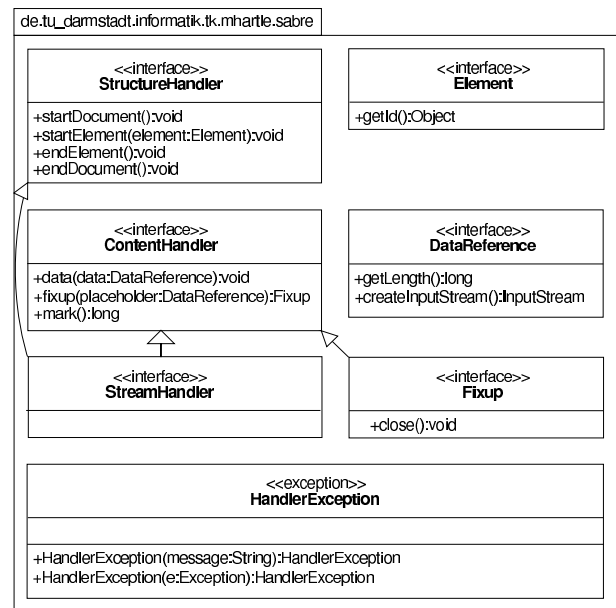 de.tu_darmstadt.informatik.tk.mhartle.sabre
<<interface>>
StructureHandler
+startDocument():void
+startElement(element:Element):void
+endElement():void
+endDocument():void
<<interface>>
Element
+getId():Object
<<interface>>
ContentHandler
+data(data:DataReference):void
+fixup(placeholder:DataReference):Fixup
+mark():long
<<interface>>
DataReference
+getLength():long
+createInputStream():InputStream
<<interface>>
StreamHandler
<<interface>>
Fixup
+close():void
<<exception>>
HandlerException
+HandlerException(message:String):HandlerException
+HandlerException(e:Exception):HandlerException